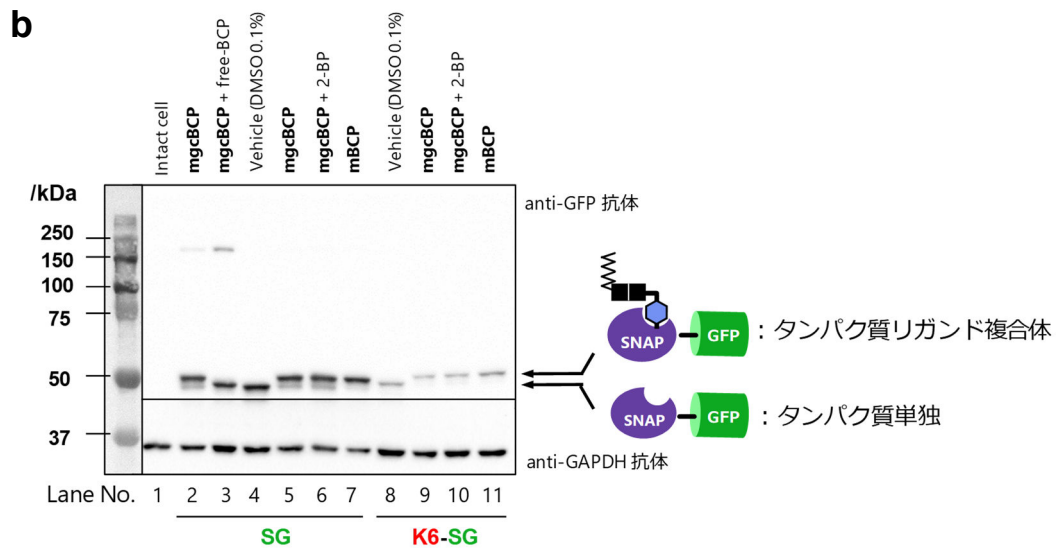 b
Intact cell
mgcBCP
mgcBCP + free-BCP
Vehicle (DMSO 0.1%)
mgcBCP
mgcBCP + 2-BP
mBCP
Vehicle (DMSO 0.1%)
mgcBCP
mgcBCP + 2-BP
mBCP
/kDa
250
150
100
75
50
37
anti-GFP 抗体
SNAP
GFP
：タンパク質リガンド複合体
SNAP
GFP
：タンパク質単独
anti-GAPDH 抗体
Lane No. 1 2 3 4 5 6 7 8 9 10 11
SG
K6-SG